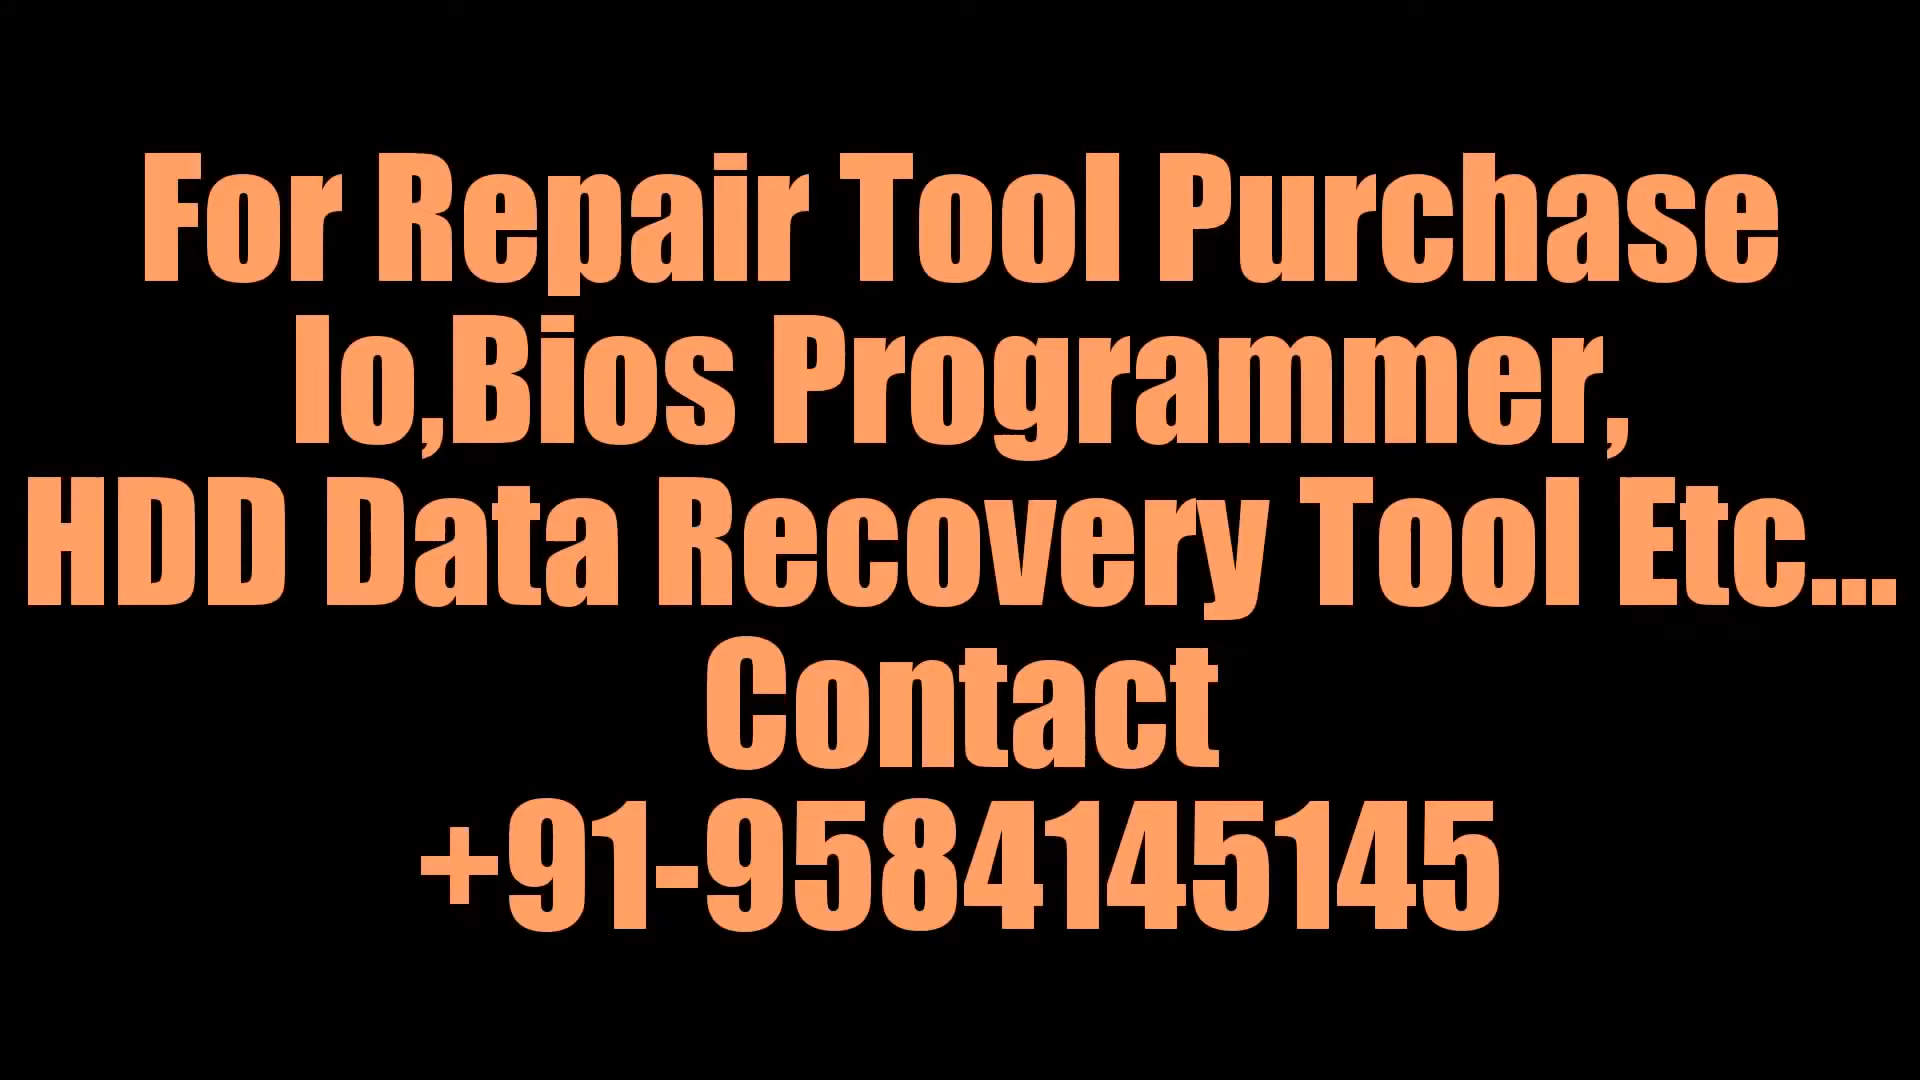 For Repair Tool Purchase
Io,Bios Programmer,
HDD Data Recovery Tool Etc...
Contact
+91-9584145145